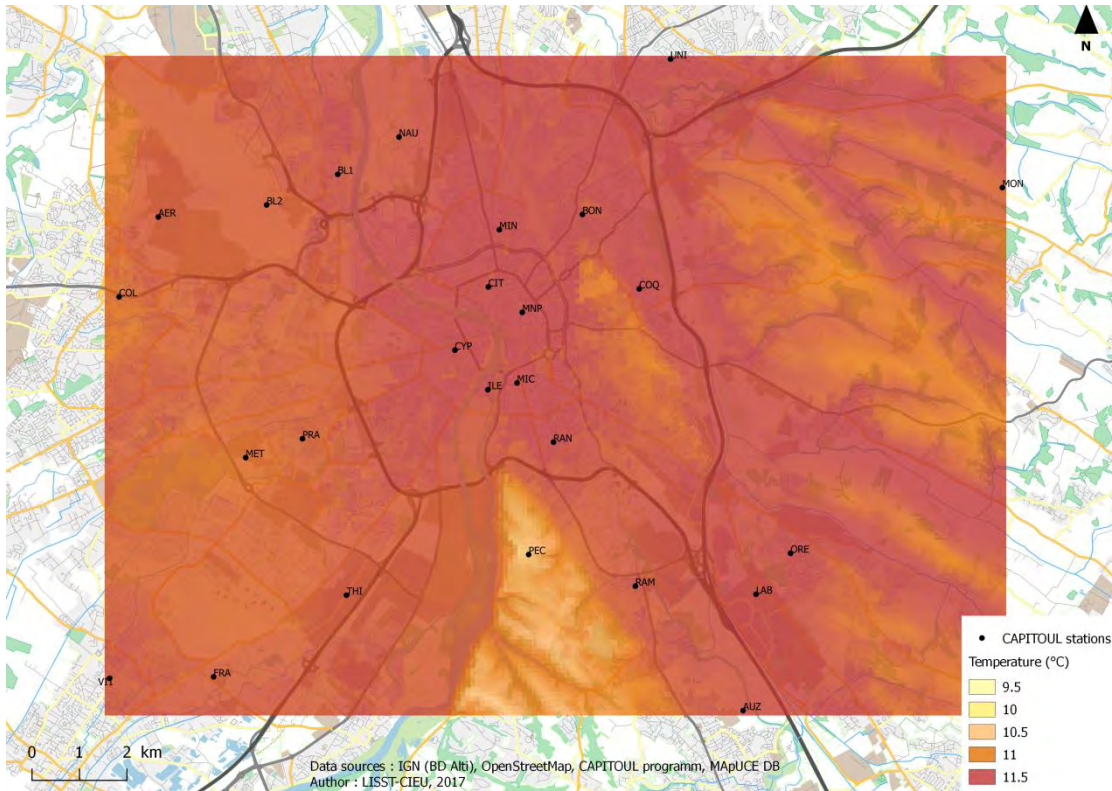 N
UNI
NAU
BL1
MON
BL2
AER
BON
MIN
CIT
COQ
COL
MNP
CYP
MIC
ILE
PRA
RAN
MET
PEC
ORE
RAM
THI
LAB
FRA
AUZ
CAPITOUL stations
Temperature (°C)
9.5
10
10.5
11
11.5
0 1 2 km
Data sources : IGN (BD Alti), OpenStreetMap, CAPITOUL programm, MApUCE DB
Author : LISST-CIEU, 2017